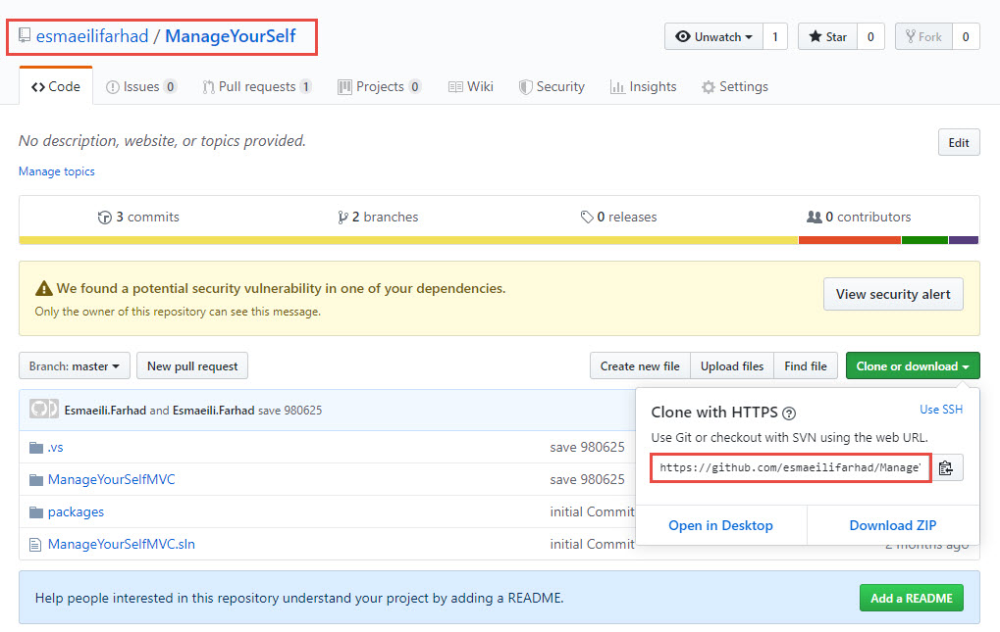 esmaeilifarhad / ManageYourSelf
Unwatch 1 Star 0 Fork 0
Code Issues 0 Pull requests 1 Projects 0 Wiki Security Insights Settings
No description, website, or topics provided.
Edit
Manage topics
3 commits 2 branches 0 releases 0 contributors
We found a potential security vulnerability in one of your dependencies.
Only the owner of this repository can see this message.
View security alert
Branch: master New pull request Create new file Upload files Find file Clone or download
Esmaeili.Farhad and Esmaeili.Farhad save 980625
Clone with HTTPS Use SSH
Use Git or checkout with SVN using the web URL.
https://github.com/esmaeilifarhad/Manage
Open in Desktop Download ZIP
.vs save 980625
ManageYourSelfMVC save 980625
packages initial Commit
ManageYourSelfMVC.sln initial Commit 2 months ago
Help people interested in this repository understand your project by adding a README.
Add a README